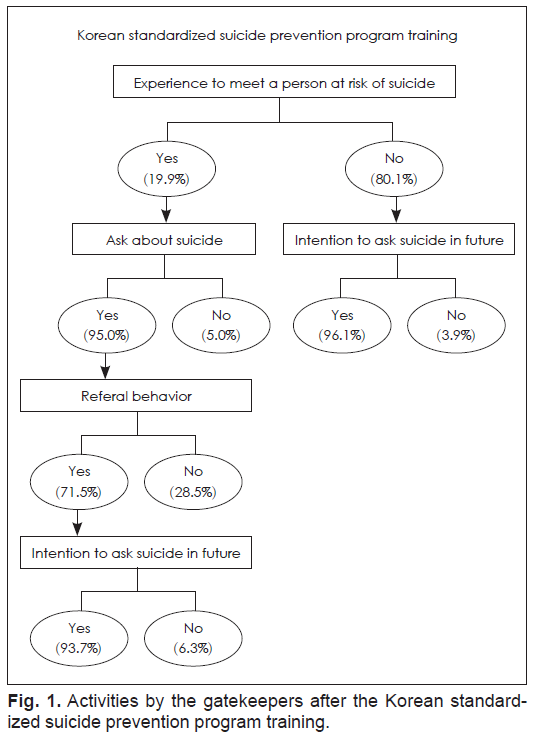 Korean standardized suicide prevention program training
Experience to meet a person at risk of suicide
Yes
(19.9%)
No
(80.1%)
Ask about suicide
Intention to ask suicide in future
Yes
(95.0%)
No
(5.0%)
Yes
(96.1%)
No
(3.9%)
Referal behavior
Yes
(71.5%)
No
(28.5%)
Intention to ask suicide in future
Yes
(93.7%)
No
(6.3%)
Fig. 1. Activities by the gatekeepers after the Korean standard-
ized suicide prevention program training.